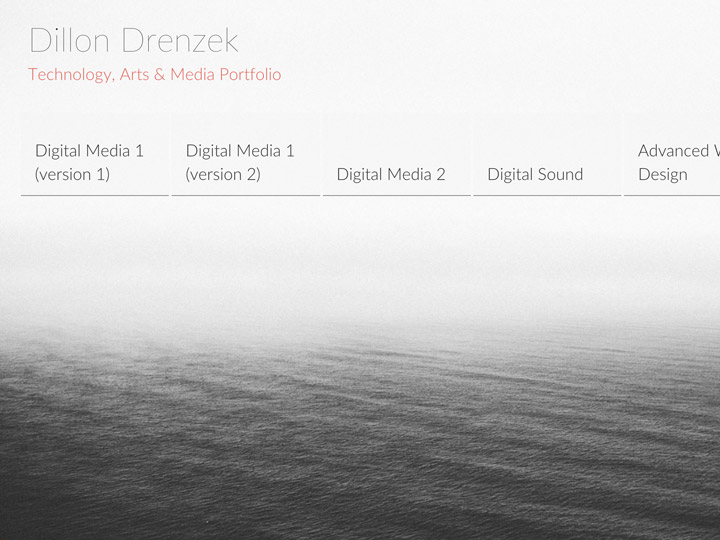 Dillon Drenzek
Technology, Arts & Media Portfolio
Digital Media 1
(version 1)
Digital Media 1
(version 2)
Digital Media 2
Digital Sound
Advanced
Design